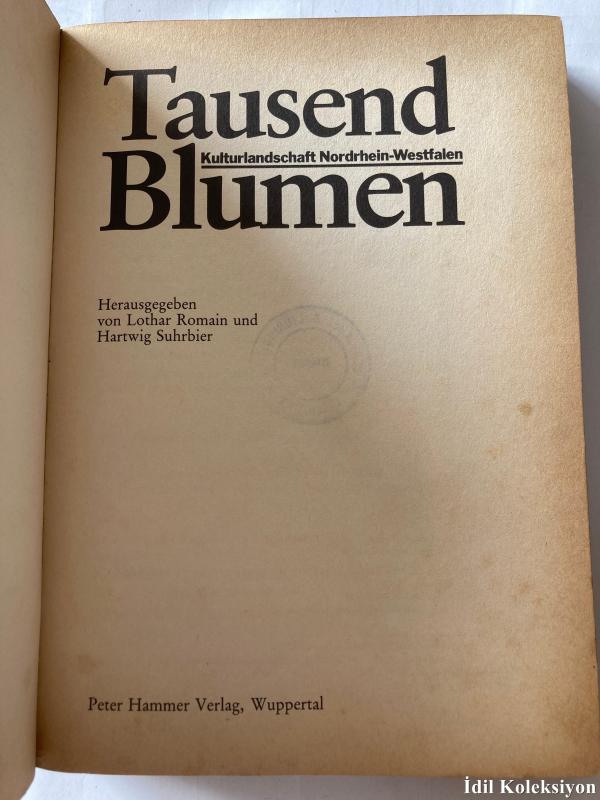 Tausend
Kulturlandschaft Nordrhein-Westfalen
Blumen
Herausgegeben
von Lothar Romain und
Hartwig Suhrbier
Peter Hammer Verlag, Wuppertal
İdil Koleksiyon